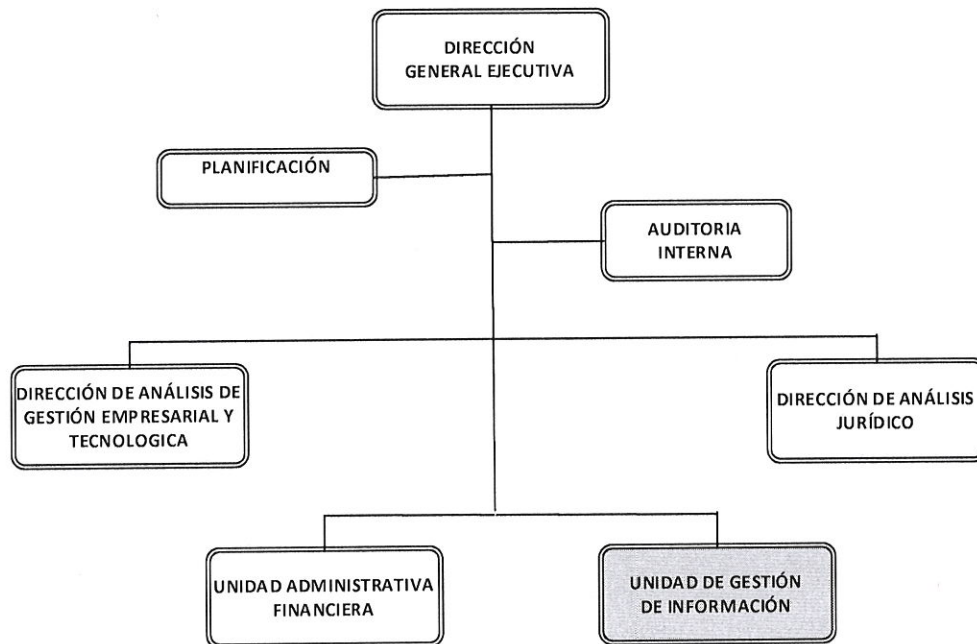 DIRECCIÓN
GENERAL EJECUTIVA
PLANIFICACIÓN
AUDITORIA
INTERNA
DIRECCIÓN DE ANÁLISIS DE
GESTIÓN EMPRESARIAL Y
TECNOLOGICA
DIRECCIÓN DE ANÁLISIS
JURÍDICO
UNIDAD ADMINISTRATIVA
FINANCIERA
UNIDAD DE GESTIÓN
DE INFORMACIÓN